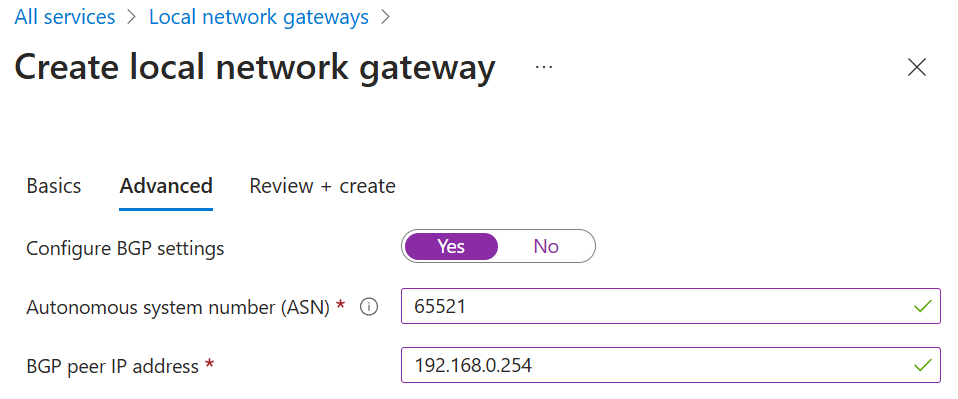 All services > Local network gateways >
Create local network gateway ...
Basics Advanced Review + create
Configure BGP settings Yes No
Autonomous system number (ASN) * 65521
BGP peer IP address * 192.168.0.254